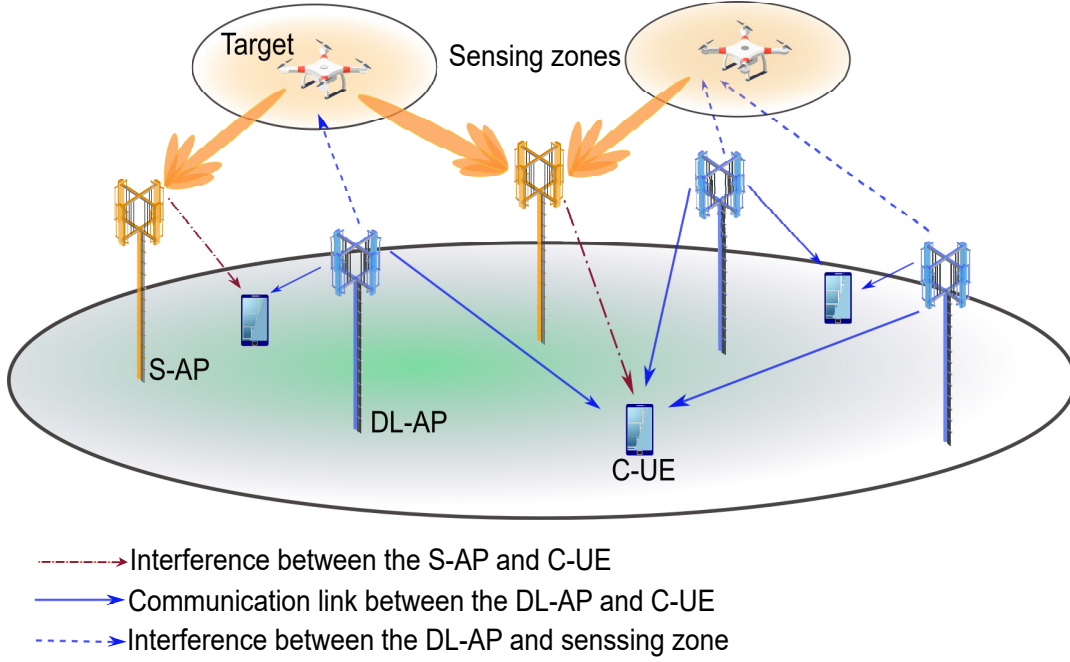 Target
Sensing zones
S-AP
DL-AP
C-UE
Interference between the S-AP and C-UE
Communication link between the DL-AP and C-UE
Interference between the DL-AP and senssing zone